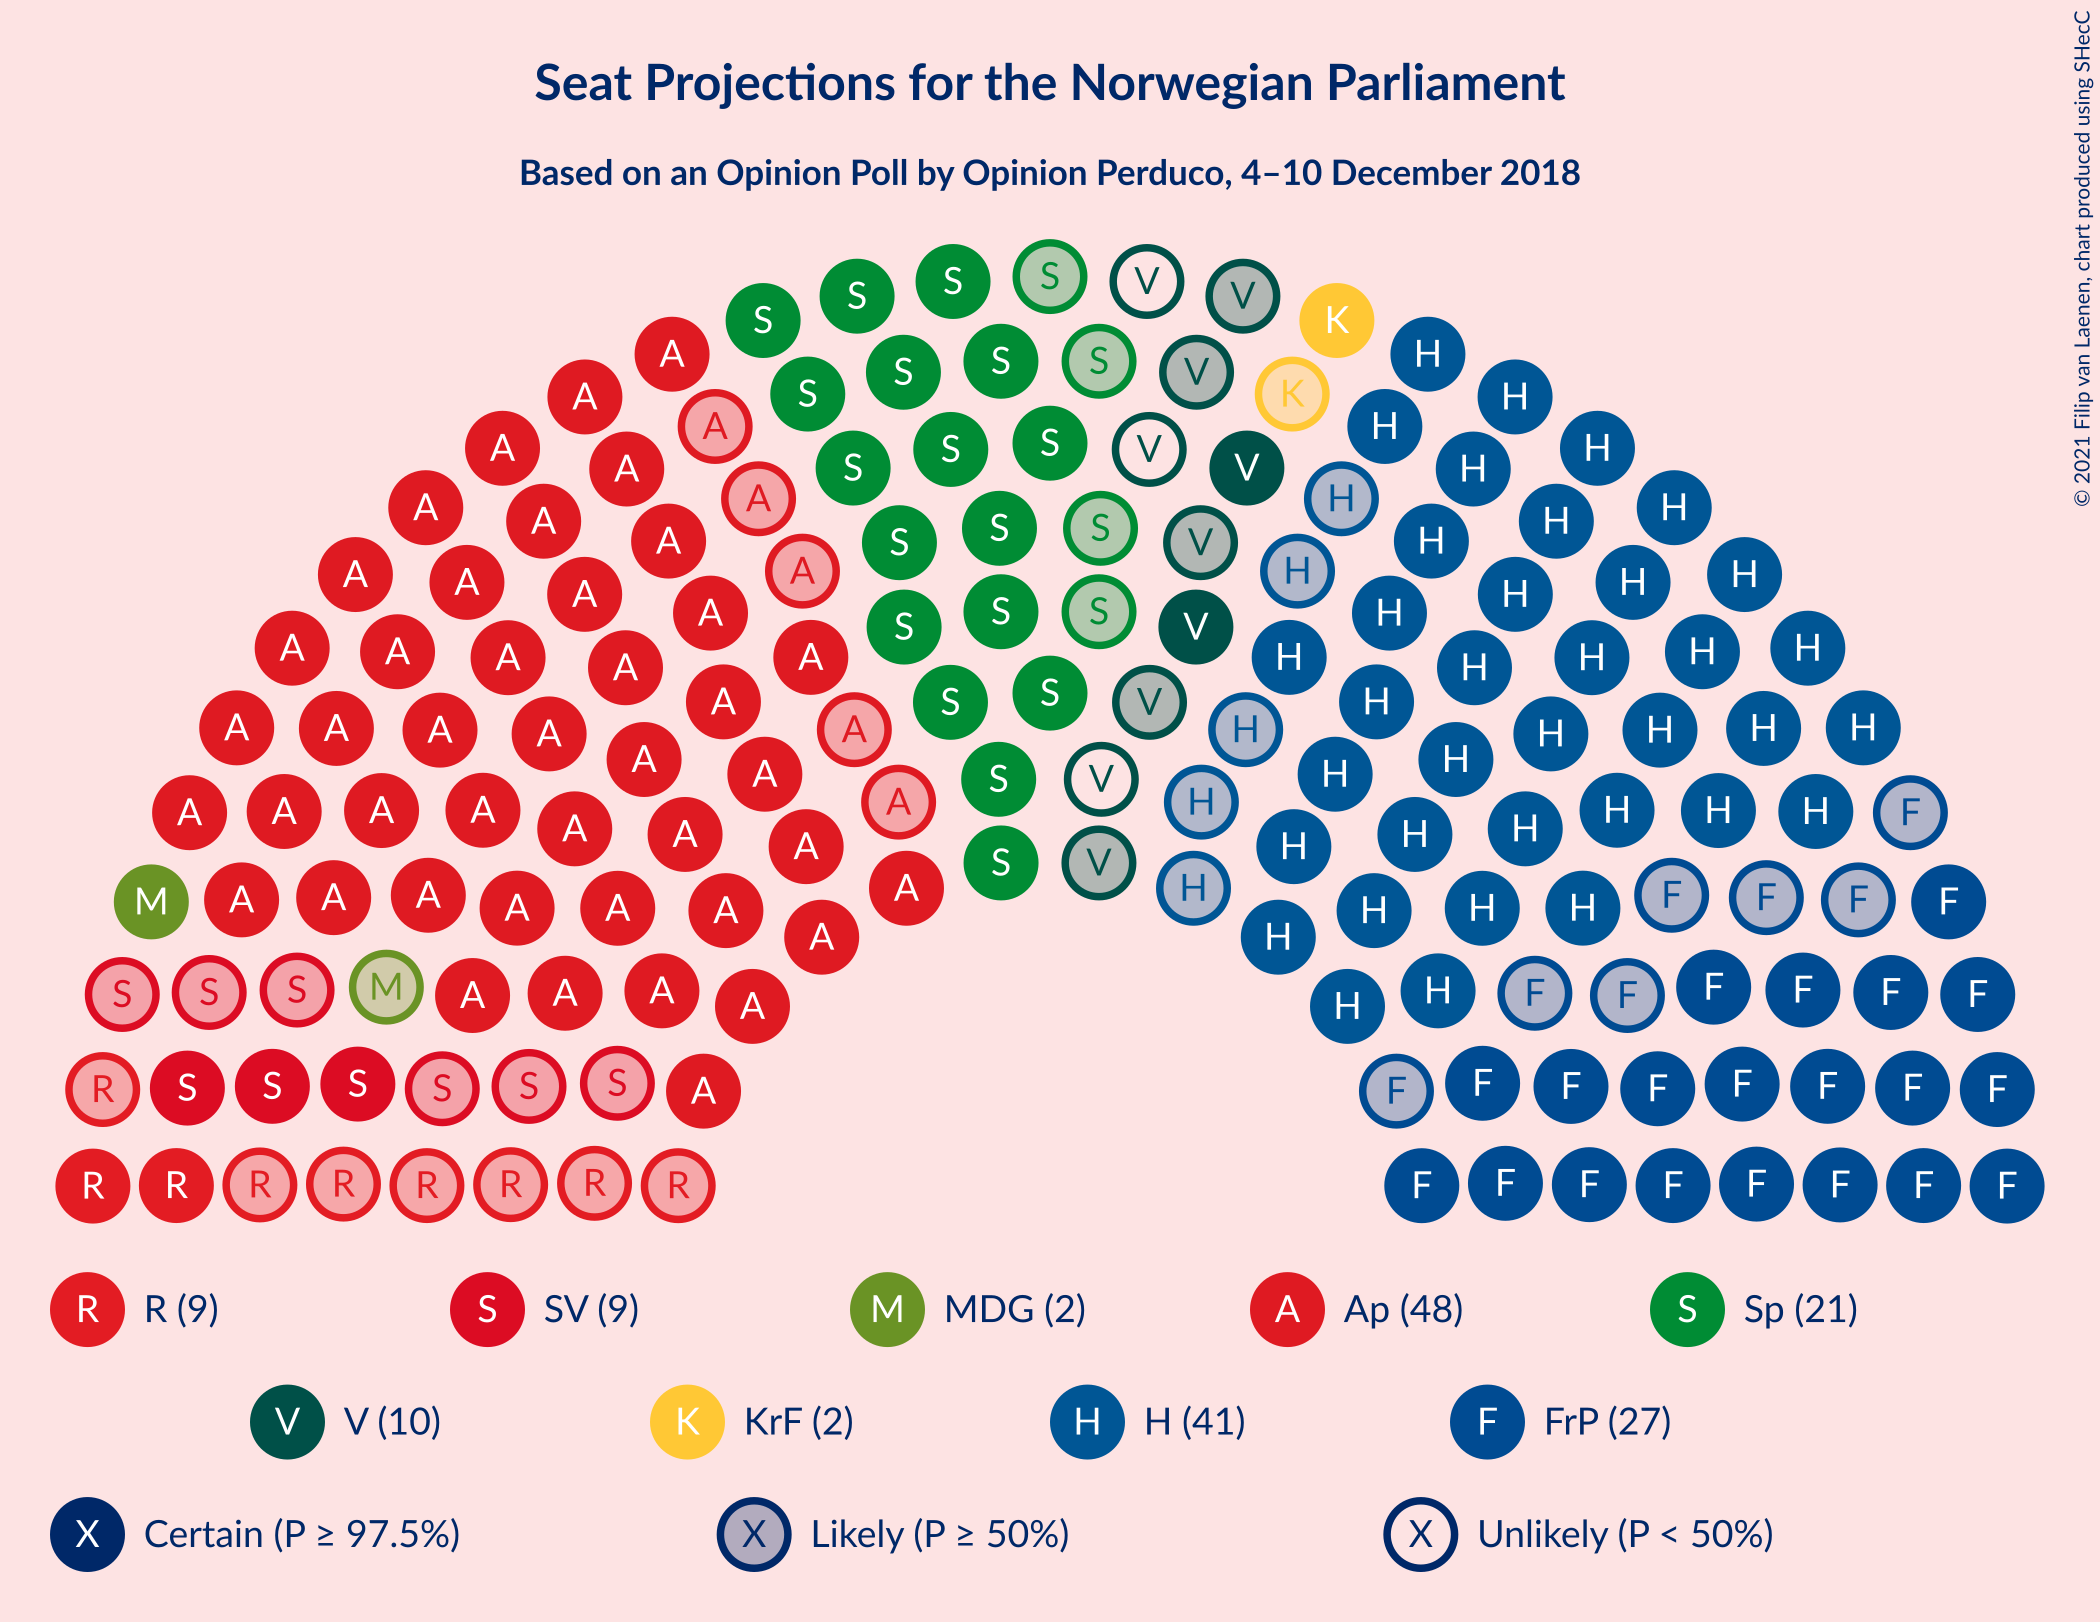 Seat Projections for the Norwegian Parliament
Based on an Opinion Poll by Opinion Perduco, 4–10 December 2018
© 2021 Filip van Laenen, chart produced using SHecC
S S S S V V K
A S S S S V K H
A A S S S V V H H
A A A S S S V H H H
A A A A S S S V H H H H
A A A A A S S V H H H H H
A A A A A A S V H H H H H H
A A A A A A A S V H H H H H H F
M A A A A A A A A H H H H H F F F F
S S S M A A A A H H F F F F F F
R S S S S S S A F F F F F F F F
R R R R R R R R F F F F F F F F
R R (9) S SV (9) M MDG (2) A Ap (48) S Sp (21)
V V (10) K KrF (2) H H (41) F FrP (27)
X Certain (P ≥ 97.5%) X Likely (P ≥ 50%) X Unlikely (P < 50%)